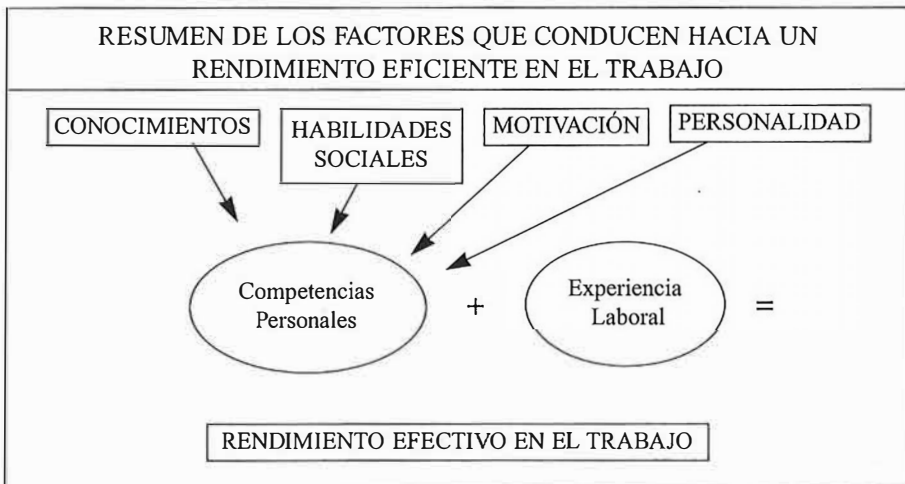 RESUMEN DE LOS FACTORES QUE CONDUCEN HACIA UN
RENDIMIENTO EFICIENTE EN EL TRABAJO
CONOCIMIENTOS
HABILIDADES
SOCIALES
MOTIVACIÓN
PERSONALIDAD
Competencias
Personales
+
Experiencia
Laboral
=
RENDIMIENTO EFECTIVO EN EL TRABAJO